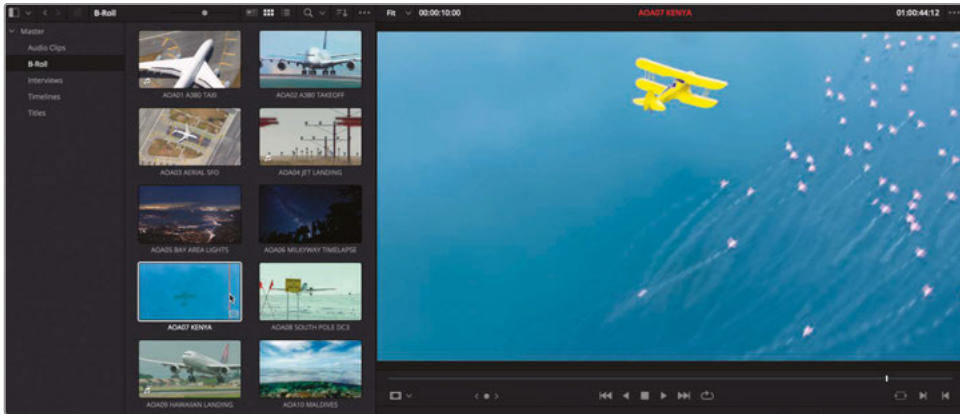 B-Roll
Fit
00:00:10:00
AOA07 KENYA
01:00:44:12
Master
Audio Clips
B-Roll
Interviews
Timelines
Titles
AOA01 A380 TAXI
AOA02 A380 TAKEOFF
AOA03 AERIAL SFO
AOA04 JET LANDING
AOA05 BAY AREA LIGHTS
AOA06 MILKYWAY TIMELAPSE
AOA07 KENYA
AOA08 SOUTH POLE DC3
AOA09 HAWAIIAN LANDING
AOA10 MALDIVES